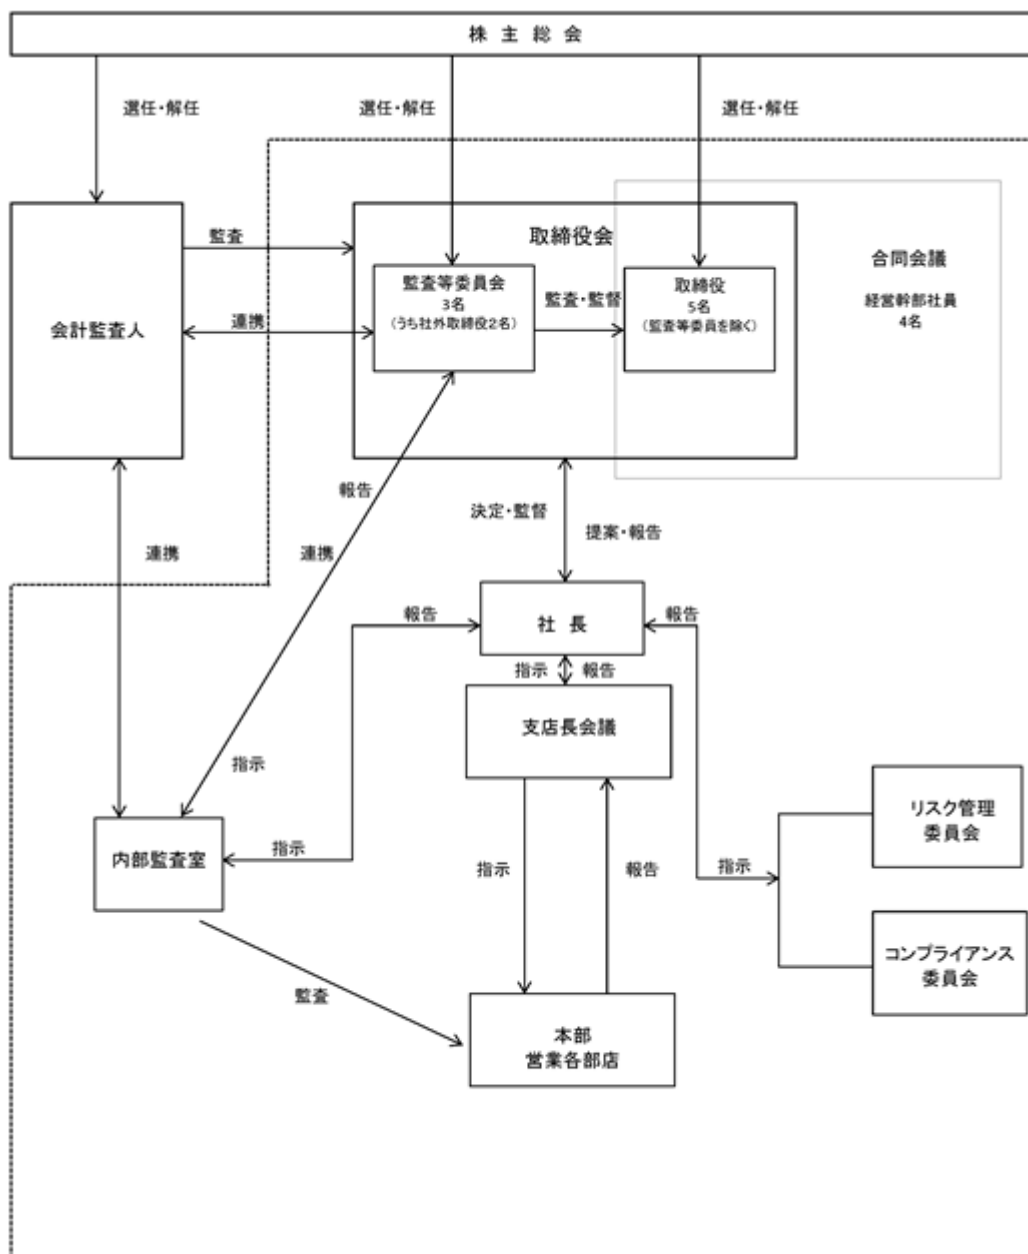 株 主 総 会
選任・解任
選任・解任
選任・解任
監査
取締役会
合同会議
経営幹部社員
4名
監査等委員会
3名
（うち社外取締役2名）
監査・監督
取締役
5名
（監査等委員を除く）
会計監査人
連携
報告
決定・監督
提案・報告
連携
連携
報告
社 長
報告
指示
報告
支店長会議
指示
内部監査室
指示
指示
報告
指示
リスク管理
委員会
コンプライアンス
委員会
監査
本部
営業各部店